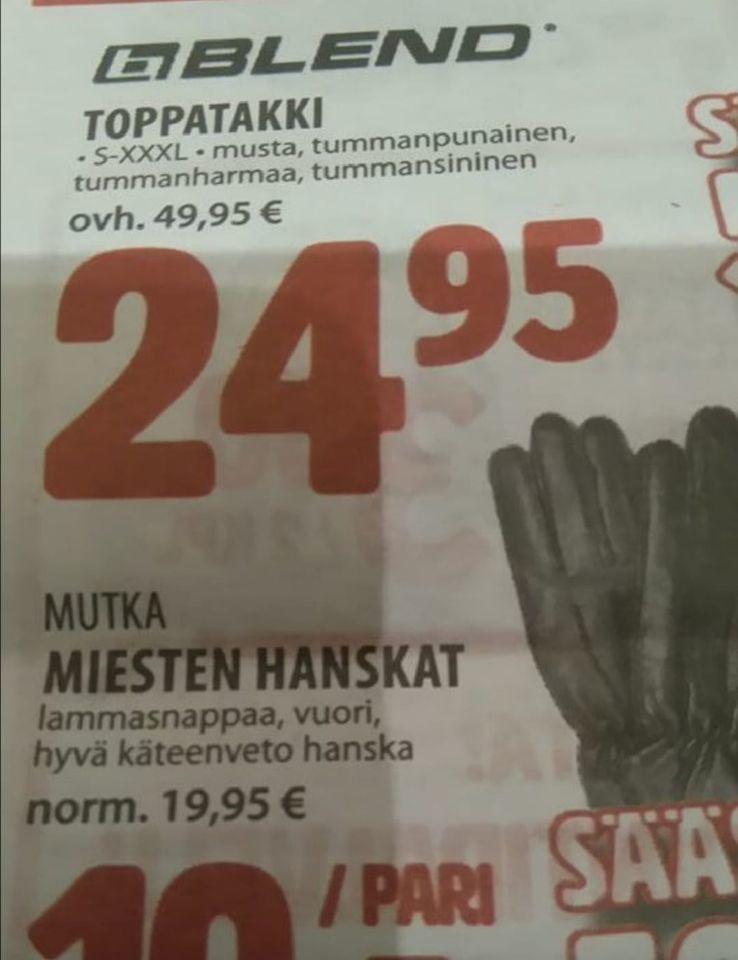 BLEND
TOPPATAKKI
• S-XXXL • musta, tummanpunainen,
tummanharmaa, tummansininen
ovh. 49,95 €
24 95
MUTKA
MIESTEN HANSKAT
lammasnappaa, vuori,
hyvä käteenveto hanska
norm. 19,95 €
/ PARI